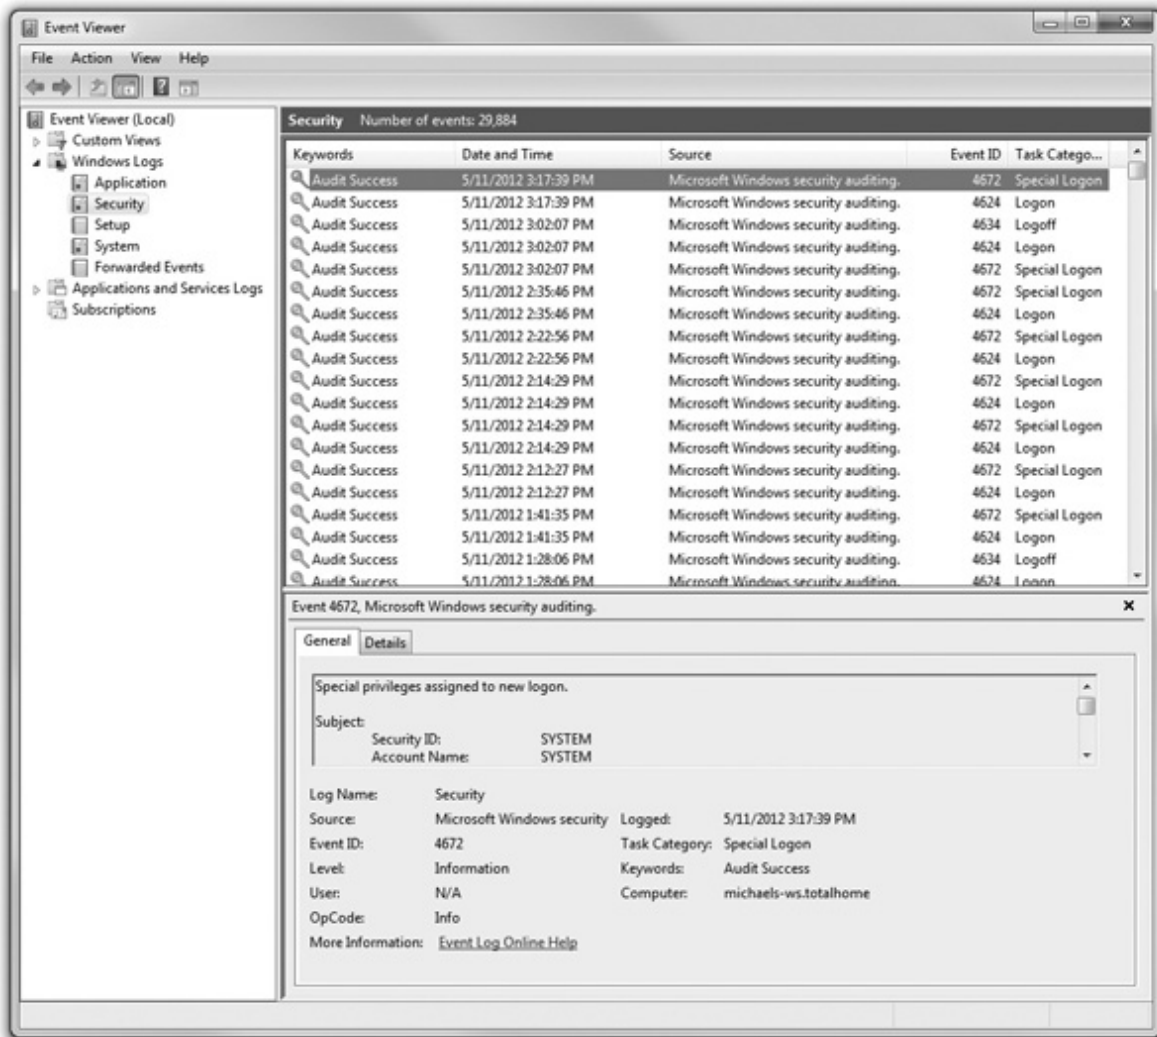 Event Viewer
File Action View Help
Event Viewer (Local)
Custom Views
Windows Logs
Application
Security
Setup
System
Forwarded Events
Applications and Services Logs
Subscriptions
Security Number of events: 29,884
Keywords Date and Time Source Event ID Task Catego...
Audit Success 5/11/2012 3:17:39 PM Microsoft Windows security auditing. 4672 Special Logon
Audit Success 5/11/2012 3:17:39 PM Microsoft Windows security auditing. 4624 Logon
Audit Success 5/11/2012 3:02:07 PM Microsoft Windows security auditing. 4634 Logoff
Audit Success 5/11/2012 3:02:07 PM Microsoft Windows security auditing. 4624 Logon
Audit Success 5/11/2012 3:02:07 PM Microsoft Windows security auditing. 4672 Special Logon
Audit Success 5/11/2012 2:35:46 PM Microsoft Windows security auditing. 4672 Special Logon
Audit Success 5/11/2012 2:35:46 PM Microsoft Windows security auditing. 4624 Logon
Audit Success 5/11/2012 2:22:56 PM Microsoft Windows security auditing. 4672 Special Logon
Audit Success 5/11/2012 2:22:56 PM Microsoft Windows security auditing. 4624 Logon
Audit Success 5/11/2012 2:14:29 PM Microsoft Windows security auditing. 4672 Special Logon
Audit Success 5/11/2012 2:14:29 PM Microsoft Windows security auditing. 4624 Logon
Audit Success 5/11/2012 2:14:29 PM Microsoft Windows security auditing. 4672 Special Logon
Audit Success 5/11/2012 2:14:29 PM Microsoft Windows security auditing. 4624 Logon
Audit Success 5/11/2012 2:12:27 PM Microsoft Windows security auditing. 4672 Special Logon
Audit Success 5/11/2012 2:12:27 PM Microsoft Windows security auditing. 4624 Logon
Audit Success 5/11/2012 1:41:35 PM Microsoft Windows security auditing. 4672 Special Logon
Audit Success 5/11/2012 1:41:35 PM Microsoft Windows security auditing. 4624 Logon
Audit Success 5/11/2012 1:28:06 PM Microsoft Windows security auditing. 4634 Logoff
Audit Success 5/11/2012 1:28:06 PM Microsoft Windows security auditing. 4624 Logon
Event 4672, Microsoft Windows security auditing.
General Details
Special privileges assigned to new logon.
Subject:
Security ID: SYSTEM
Account Name: SYSTEM
Log Name: Security
Source: Microsoft Windows security Logged: 5/11/2012 3:17:39 PM
Event ID: 4672 Task Category: Special Logon
Level: Information Keywords: Audit Success
User: N/A Computer: michaels-ws.totalhome
OpCode: Info
More Information: Event Log Online Help